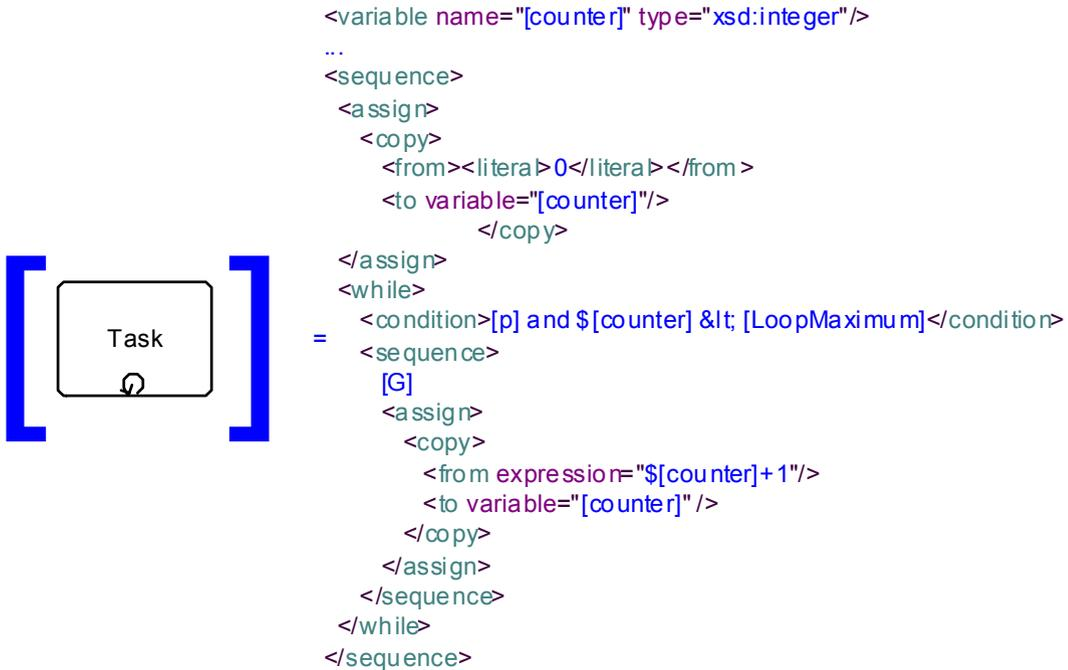 <variable name="[counter]" type="xsd:integer"/>
...
<sequence>
<assign>
<copy>
<from><literal>0</literal></from>
<to variable="[counter]"/>
</copy>
</assign>
<while>
<condition>[p] and $[counter] &lt; [LoopMaximum]</condition>
Task
=
<sequence>
[G]
<assign>
<copy>
<from expression="$[counter]+1"/>
<to variable="[counter]" />
</copy>
</assign>
</sequence>
</while>
</sequence>